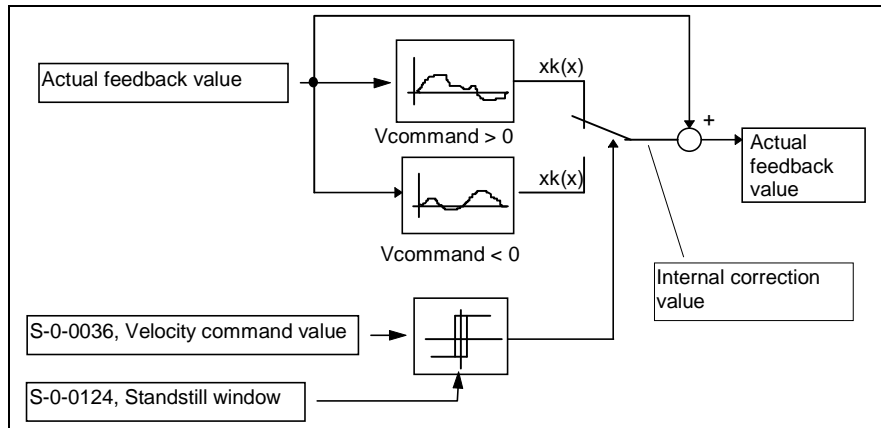 Actual feedback value
xk(x)
Vcommand > 0
+
Actual
feedback
value
xk(x)
Vcommand < 0
Internal correction
value
S-0-0036, Velocity command value
S-0-0124, Standstill window